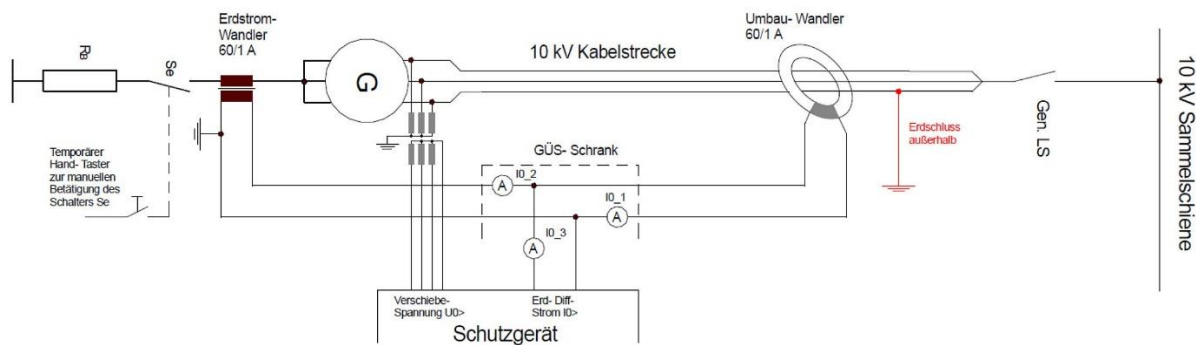 Erdstrom-
Wandler
60/1 A
Umbau- Wandler
60/1 A
10 kV Kabelstrecke
RB
Se
G
Gen. LS
10 kV Sammelschiene
Erdschluss
außerhalb
Temporärer
Hand- Taster
zur manuellen
Betätigung des
Schalters Se
GÜS- Schrank
A
I0_2
A
I0_1
A
I0_3
Verschiebe-
Spannung U0>
Erd- Diff-
Strom I0>
Schutzgerät